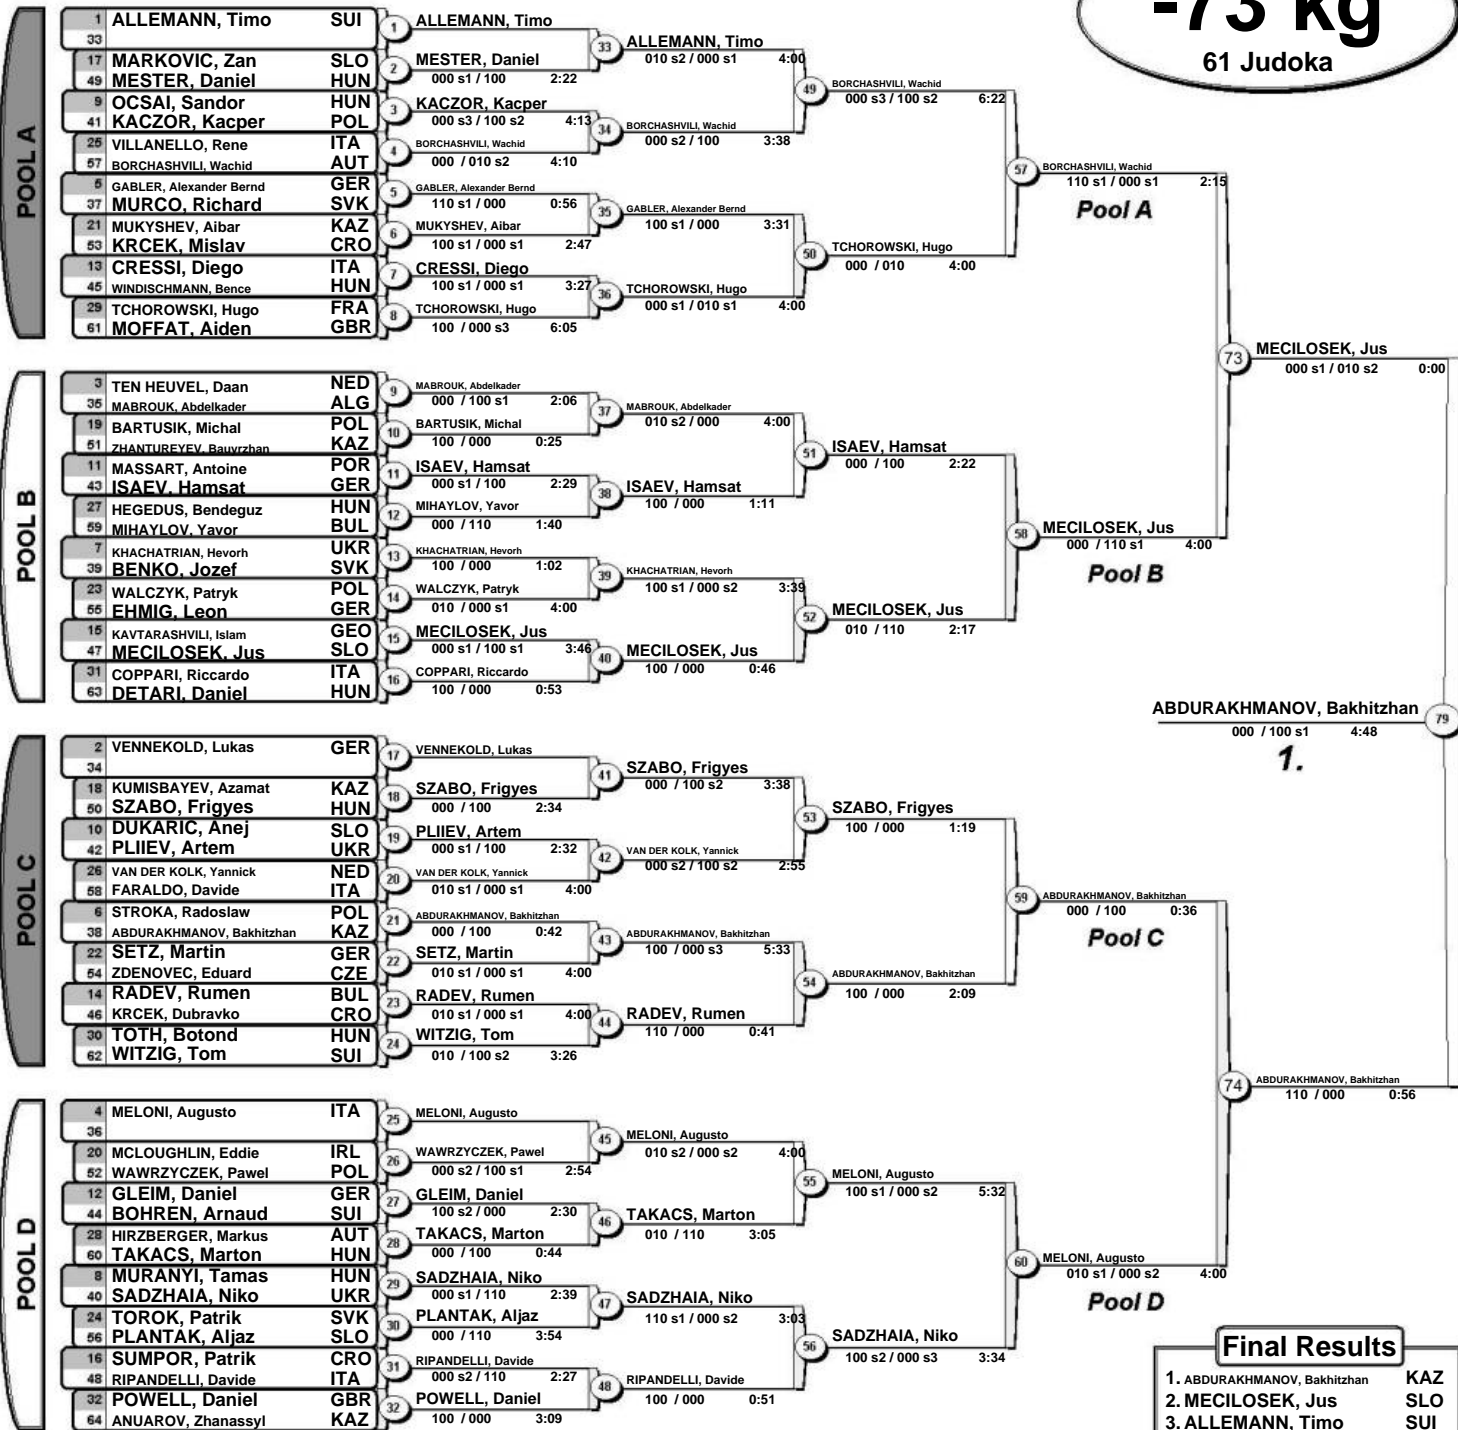 -73 kg
61 Judoka
POOL A
1 ALLEMANN, Timo SUI
33
17 MARKOVIC, Zan SLO
49 MESTER, Daniel HUN
9 OCSAI, Sandor HUN
41 KACZOR, Kacper POL
25 VILLANELLO, Rene ITA
57 BORCHASHVILI, Wachid AUT
5 GABLER, Alexander Bernd GER
37 MURCO, Richard SVK
21 MUKYSHEV, Aibar KAZ
53 KRCEK, Mislav CRO
13 CRESSI, Diego ITA
45 WINDISCHMANN, Bence HUN
29 TCHOROWSKI, Hugo FRA
61 MOFFAT, Aiden GBR
1 ALLEMANN, Timo
2 MESTER, Daniel
000 s1 / 100 2:22
3 KACZOR, Kacper
000 s3 / 100 s2 4:13
4 BORCHASHVILI, Wachid
000 / 010 s2 4:10
5 GABLER, Alexander Bernd
110 s1 / 000 0:56
6 MUKYSHEV, Aibar
100 s1 / 000 s1 2:47
7 CRESSI, Diego
100 s1 / 000 s1 3:27
8 TCHOROWSKI, Hugo
100 / 000 s3 6:05
33 ALLEMANN, Timo
010 s2 / 000 s1 4:00
34 BORCHASHVILI, Wachid
000 s2 / 100 3:38
35 GABLER, Alexander Bernd
100 s1 / 000 3:31
36 TCHOROWSKI, Hugo
000 s1 / 010 s1 4:00
49 BORCHASHVILI, Wachid
000 s3 / 100 s2 6:22
50 TCHOROWSKI, Hugo
000 / 010 4:00
57 BORCHASHVILI, Wachid
110 s1 / 000 s1 2:15
Pool A
POOL B
3 TEN HEUVEL, Daan NED
35 MABROUK, Abdelkader ALG
19 BARTUSIK, Michal POL
51 ZHANTUREYEV, Bauyrzhan KAZ
11 MASSART, Antoine POR
43 ISAEV, Hamsat GER
27 HEGEDUS, Bendeguz HUN
59 MIHAYLOV, Yavor BUL
7 KHACHATRIAN, Hevorh UKR
39 BENKO, Jozef SVK
23 WALCZYK, Patryk POL
55 EHMIG, Leon GER
15 KAVTARASHVILI, Islam GEO
47 MECILOSEK, Jus SLO
31 COPPARI, Riccardo ITA
63 DETARI, Daniel HUN
9 MABROUK, Abdelkader
000 / 100 s1 2:06
10 BARTUSIK, Michal
100 / 000 0:25
11 ISAEV, Hamsat
000 s1 / 100 2:29
12 MIHAYLOV, Yavor
000 / 110 1:40
13 KHACHATRIAN, Hevorh
100 / 000 1:02
14 WALCZYK, Patryk
010 / 000 s1 4:00
15 MECILOSEK, Jus
000 s1 / 100 s1 3:46
16 COPPARI, Riccardo
100 / 000 0:53
37 MABROUK, Abdelkader
010 s2 / 000 4:00
38 ISAEV, Hamsat
100 / 000 1:11
39 KHACHATRIAN, Hevorh
100 s1 / 000 s2 3:39
40 MECILOSEK, Jus
100 / 000 0:46
51 ISAEV, Hamsat
000 / 100 2:22
52 MECILOSEK, Jus
010 / 110 2:17
58 MECILOSEK, Jus
000 / 110 s1 4:00
Pool B
73 MECILOSEK, Jus
000 s1 / 010 s2 0:00
ABDURAKHMANOV, Bakhitzhan 79
000 / 100 s1 4:48
1.
POOL C
2 VENNEKOLD, Lukas GER
34
18 KUMISBAYEV, Azamat KAZ
50 SZABO, Frigyes HUN
10 DUKARIC, Anej SLO
42 PLIIEV, Artem UKR
26 VAN DER KOLK, Yannick NED
58 FARALDO, Davide ITA
6 STROKA, Radoslaw POL
38 ABDURAKHMANOV, Bakhitzhan KAZ
22 SETZ, Martin GER
54 ZDENOVEC, Eduard CZE
14 RADEV, Rumen BUL
46 KRCEK, Dubravko CRO
30 TOTH, Botond HUN
62 WITZIG, Tom SUI
17 VENNEKOLD, Lukas
18 SZABO, Frigyes
000 / 100 2:34
19 PLIIEV, Artem
000 s1 / 100 2:32
20 VAN DER KOLK, Yannick
010 s1 / 000 s1 4:00
21 ABDURAKHMANOV, Bakhitzhan
000 / 100 0:42
22 SETZ, Martin
010 s1 / 000 s1 4:00
23 RADEV, Rumen
010 s1 / 000 s1 4:00
24 WITZIG, Tom
010 / 100 s2 3:26
41 SZABO, Frigyes
000 / 100 s2 3:38
42 VAN DER KOLK, Yannick
000 s2 / 100 s2 2:55
43 ABDURAKHMANOV, Bakhitzhan
100 / 000 s3 5:33
44 RADEV, Rumen
110 / 000 0:41
53 SZABO, Frigyes
100 / 000 1:19
54 ABDURAKHMANOV, Bakhitzhan
100 / 000 2:09
59 ABDURAKHMANOV, Bakhitzhan
000 / 100 0:36
Pool C
74 ABDURAKHMANOV, Bakhitzhan
110 / 000 0:56
POOL D
4 MELONI, Augusto ITA
36
20 MCLOUGHLIN, Eddie IRL
52 WAWRZYCZEK, Pawel POL
12 GLEIM, Daniel GER
44 BOHREN, Arnaud SUI
28 HIRZBERGER, Markus AUT
60 TAKACS, Marton HUN
8 MURANYI, Tamas HUN
40 SADZHAIA, Niko UKR
24 TOROK, Patrik SVK
56 PLANTAK, Aljaz SLO
16 SUMPOR, Patrik CRO
48 RIPANDELLI, Davide ITA
32 POWELL, Daniel GBR
64 ANUAROV, Zhanassyl KAZ
25 MELONI, Augusto
26 WAWRZYCZEK, Pawel
000 s2 / 100 s1 2:54
27 GLEIM, Daniel
100 s2 / 000 2:30
28 TAKACS, Marton
000 / 100 0:44
29 SADZHAIA, Niko
000 s1 / 110 2:39
30 PLANTAK, Aljaz
000 / 110 3:54
31 RIPANDELLI, Davide
000 s2 / 110 2:27
32 POWELL, Daniel
100 / 000 3:09
45 MELONI, Augusto
010 s2 / 000 s2 4:00
46 TAKACS, Marton
010 / 110 3:05
47 SADZHAIA, Niko
110 s1 / 000 s2 3:03
48 RIPANDELLI, Davide
100 / 000 0:51
55 MELONI, Augusto
100 s1 / 000 s2 5:32
56 SADZHAIA, Niko
100 s2 / 000 s3 3:34
60 MELONI, Augusto
010 s1 / 000 s2 4:00
Pool D
Final Results
1. ABDURAKHMANOV, Bakhitzhan KAZ
2. MECILOSEK, Jus SLO
3. ALLEMANN, Timo SUI